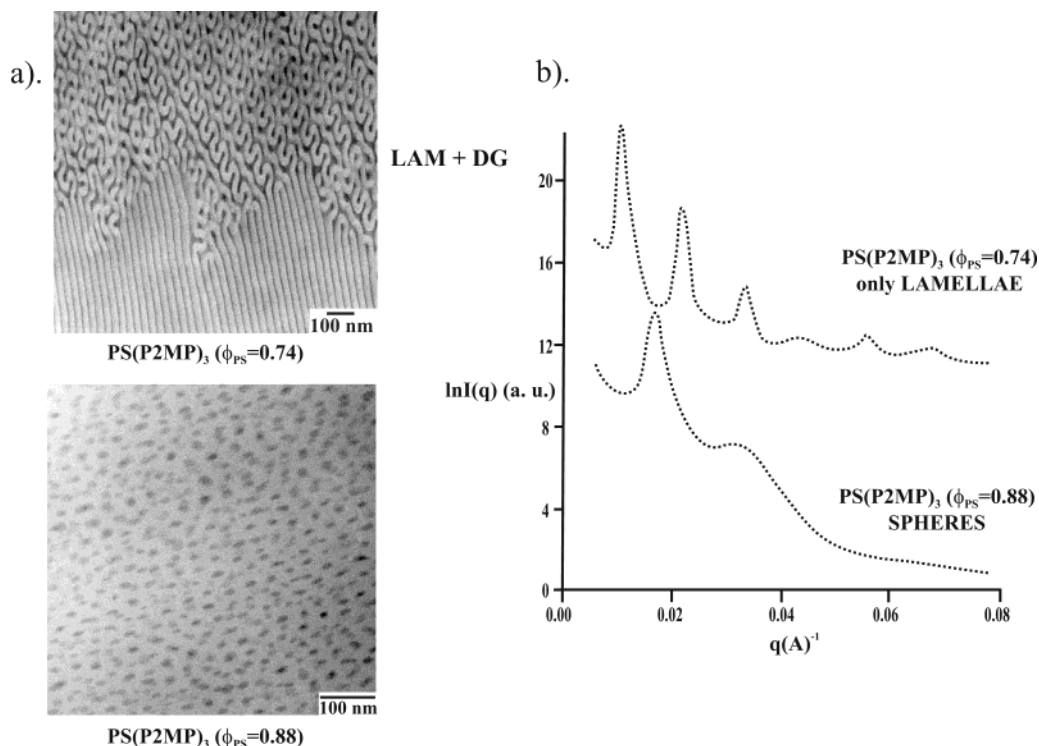 a).
LAM + DG
100 nm
PS(P2MP)₃ (ϕPS=0.74)
100 nm
PS(P2MP)₃ (ϕPS=0.88)
b).
20
16
12
lnI(q) (a. u.)
8
4
0
0.00 0.02 0.04 0.06 0.08
q(A)⁻¹
PS(P2MP)₃ (ϕPS=0.74)
only LAMELLAE
PS(P2MP)₃ (ϕPS=0.88)
SPHERES